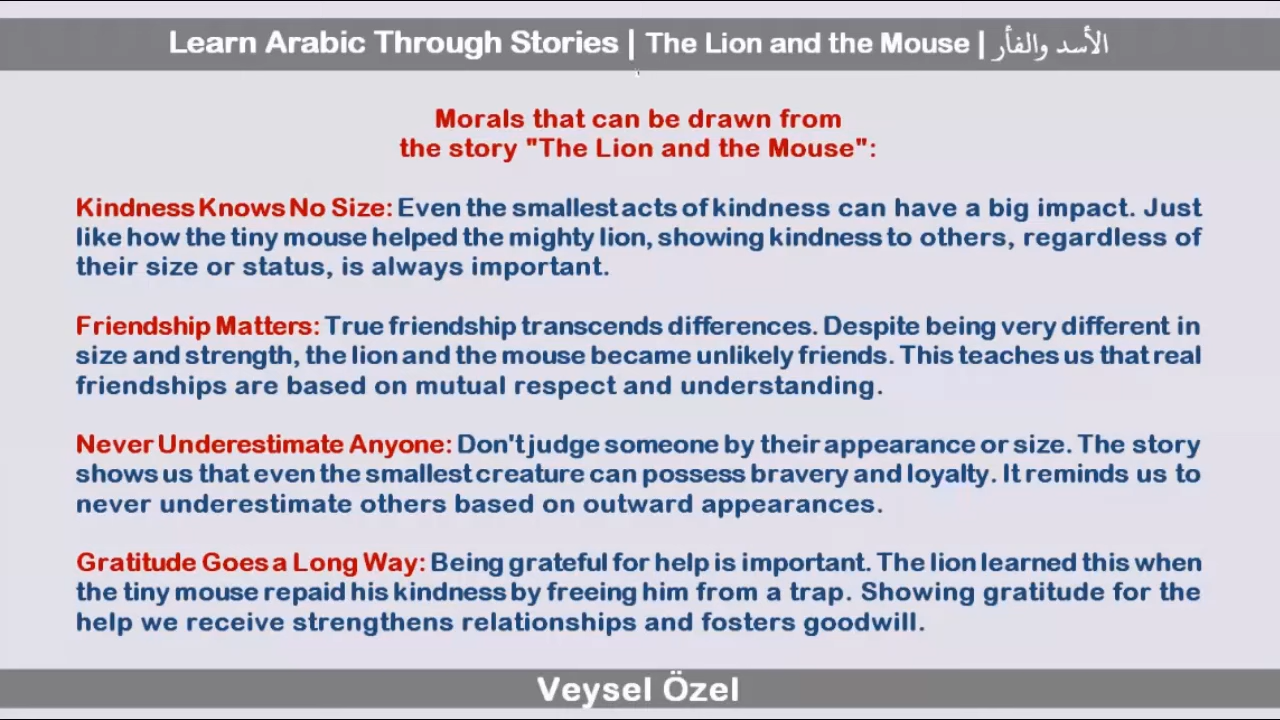 Learn Arabic Through Stories | The Lion and the Mouse | الأسد والفأر
Morals that can be drawn from
the story "The Lion and the Mouse":
Kindness Knows No Size: Even the smallest acts of kindness can have a big impact. Just
like how the tiny mouse helped the mighty lion, showing kindness to others, regardless of
their size or status, is always important.
Friendship Matters: True friendship transcends differences. Despite being very different in
size and strength, the lion and the mouse became unlikely friends. This teaches us that real
friendships are based on mutual respect and understanding.
Never Underestimate Anyone: Don't judge someone by their appearance or size. The story
shows us that even the smallest creature can possess bravery and loyalty. It reminds us to
never underestimate others based on outward appearances.
Gratitude Goes a Long Way: Being grateful for help is important. The lion learned this when
the tiny mouse repaid his kindness by freeing him from a trap. Showing gratitude for the
help we receive strengthens relationships and fosters goodwill.
Veysel Özel